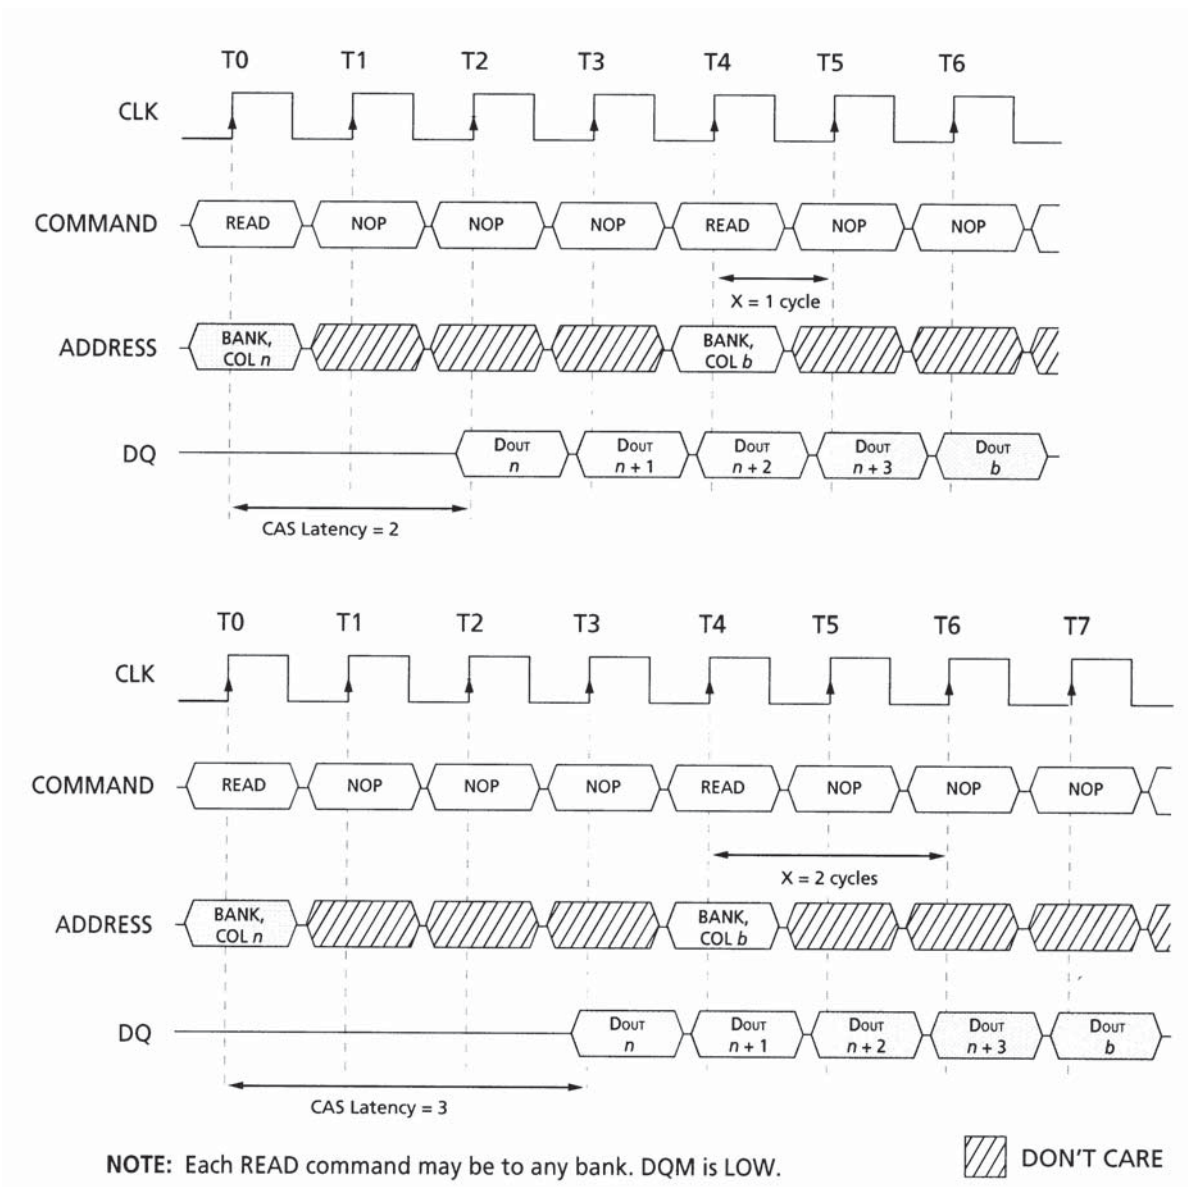 T0 T1 T2 T3 T4 T5 T6
CLK
COMMAND READ NOP NOP NOP READ NOP NOP
X = 1 cycle
ADDRESS BANK, COL n BANK, COL b
DQ DOUT n DOUT n + 1 DOUT n + 2 DOUT n + 3 DOUT b
CAS Latency = 2
T0 T1 T2 T3 T4 T5 T6 T7
CLK
COMMAND READ NOP NOP NOP READ NOP NOP NOP
X = 2 cycles
ADDRESS BANK, COL n BANK, COL b
DQ DOUT n DOUT n + 1 DOUT n + 2 DOUT n + 3 DOUT b
CAS Latency = 3
NOTE: Each READ command may be to any bank. DQM is LOW.
DON'T CARE